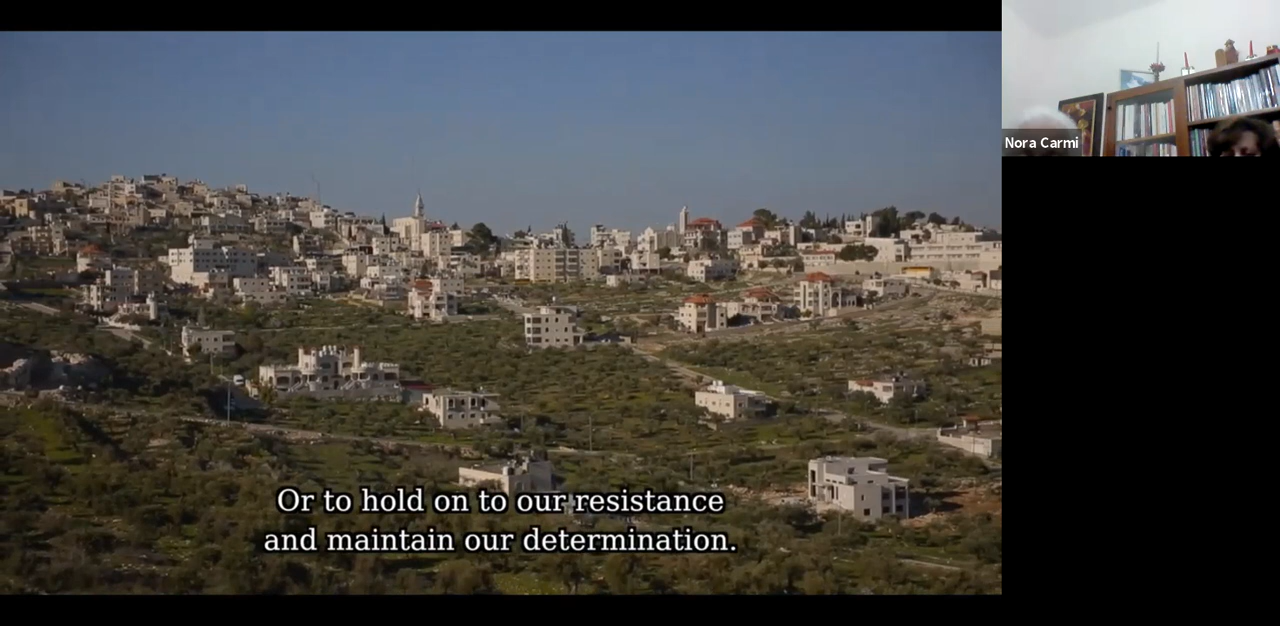 Nora Carmi
Or to hold on to our resistance
and maintain our determination.